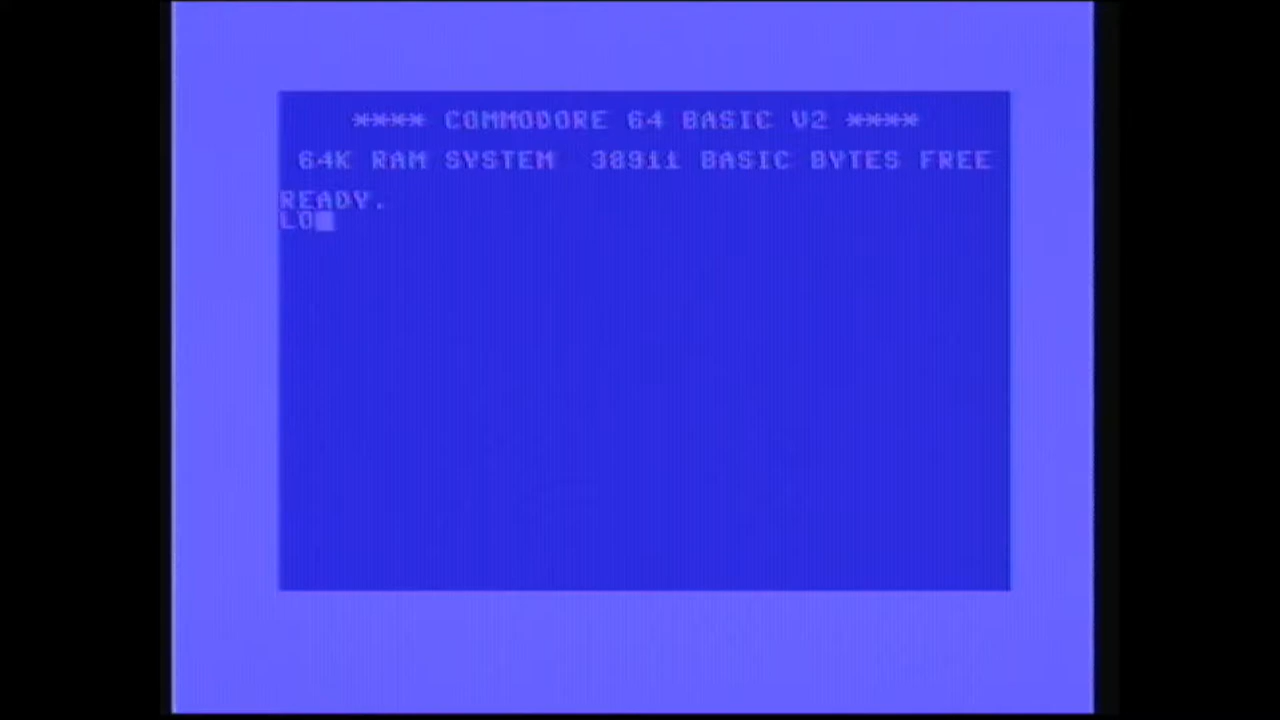 **** COMMODORE 64 BASIC V2 ****
64K RAM SYSTEM  38911 BASIC BYTES FREE
READY.
LO